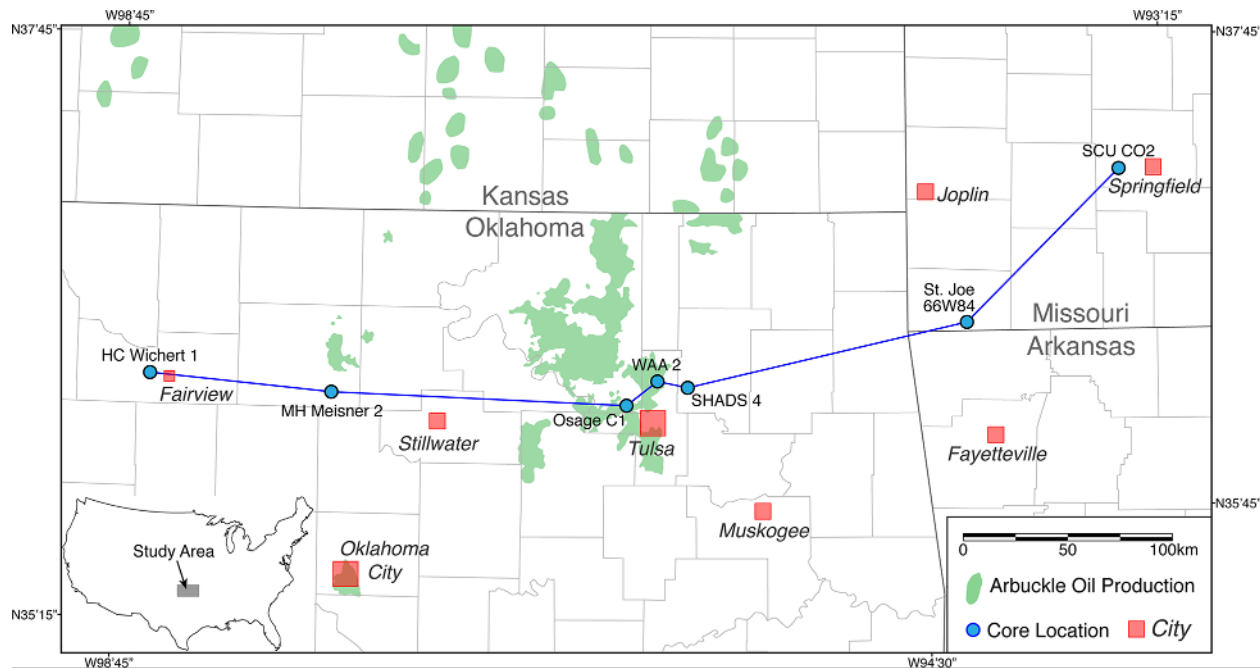 W98'45"
W93'15"
N37'45"
N37'45"
SCU CO2
Springfield
Joplin
Kansas
Oklahoma
St. Joe
66W84
Missouri
Arkansas
HC Wichert 1
WAA 2
Fairview
MH Meisner 2
Osage C1
SHADS 4
Stillwater
Tulsa
Fayetteville
N35'45"
Muskogee
Study Area
Oklahoma
City
0 50 100km
Arbuckle Oil Production
Core Location
City
N35'15"
W98'45"
W94'30"